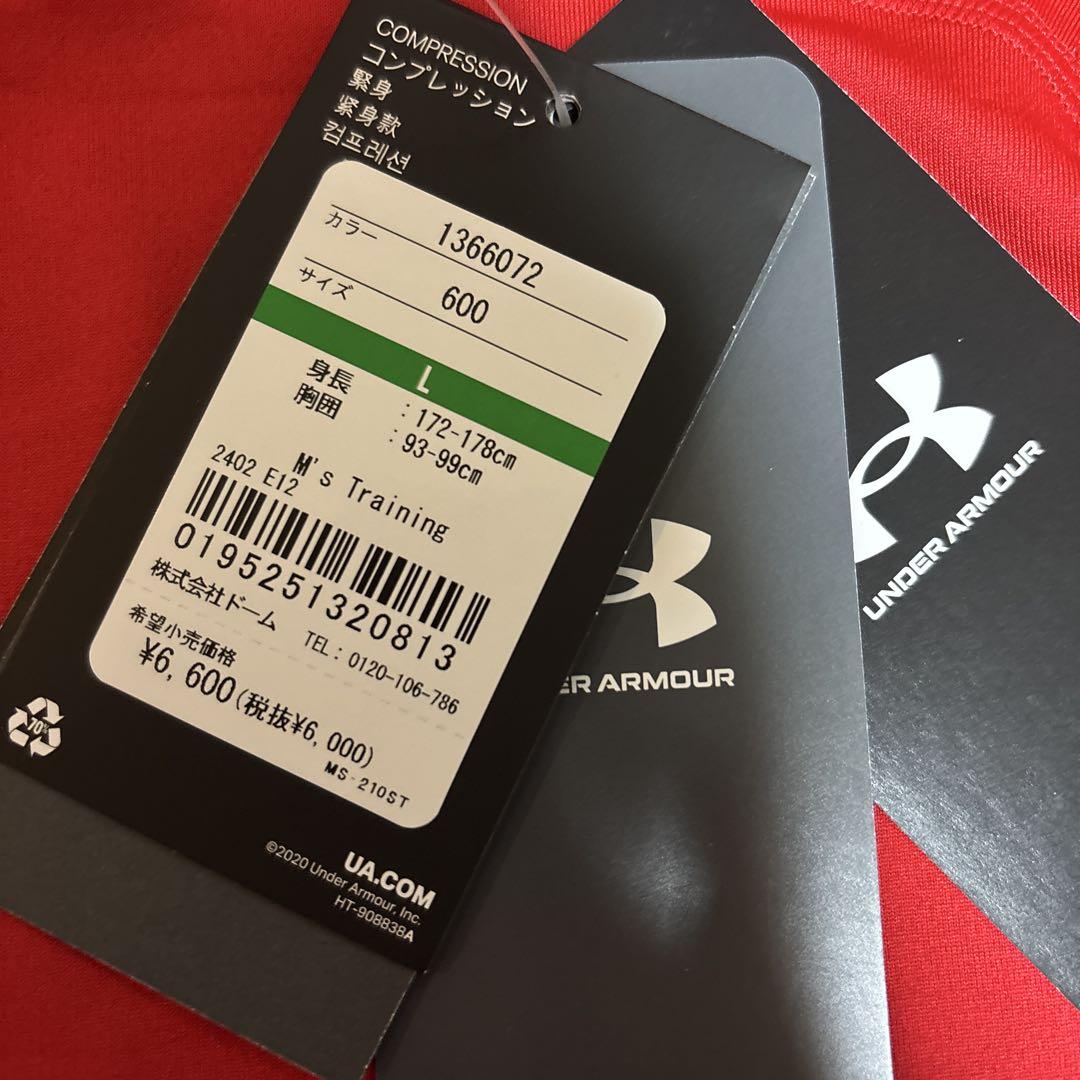 COMPRESSION
コンプレッション
緊身
紧身款
컴프레션
1366072
カラー
600
サイズ
L
身長 : 172-178cm
胸囲 : 93-99cm
M's Training
2402 E12
0195251320813
株式会社ドーム TEL: 0120-106-786
希望小売価格
¥6,600(税抜¥6,000)
MS-210ST
70%
UA.COM
©2020 Under Armour, Inc.
HT-908838A
ER ARMOUR
UNDER ARMOUR